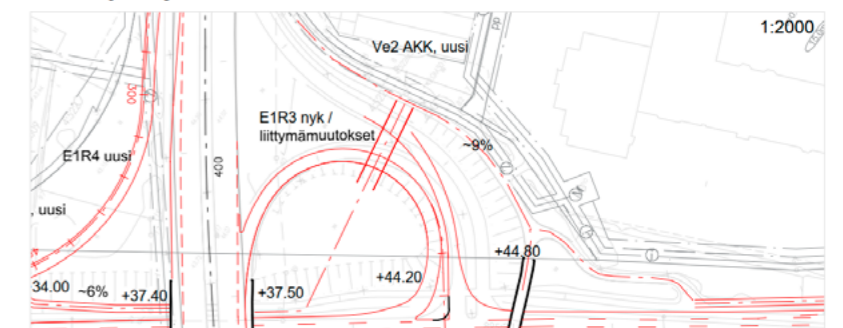 1:2000
Ve2 AKK, uusi
pp
300
E1R3 nyk /
liittymämuutokset
~9%
E1R4 uusi
400
, uusi
+44.80
+44.20
34.00
~6%
+37.40
+37.50